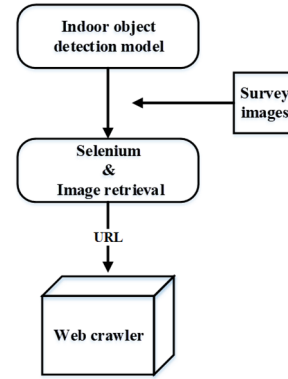 Indoor object
detection model
Survey
images
Selenium
&
Image retrieval
URL
Web crawler